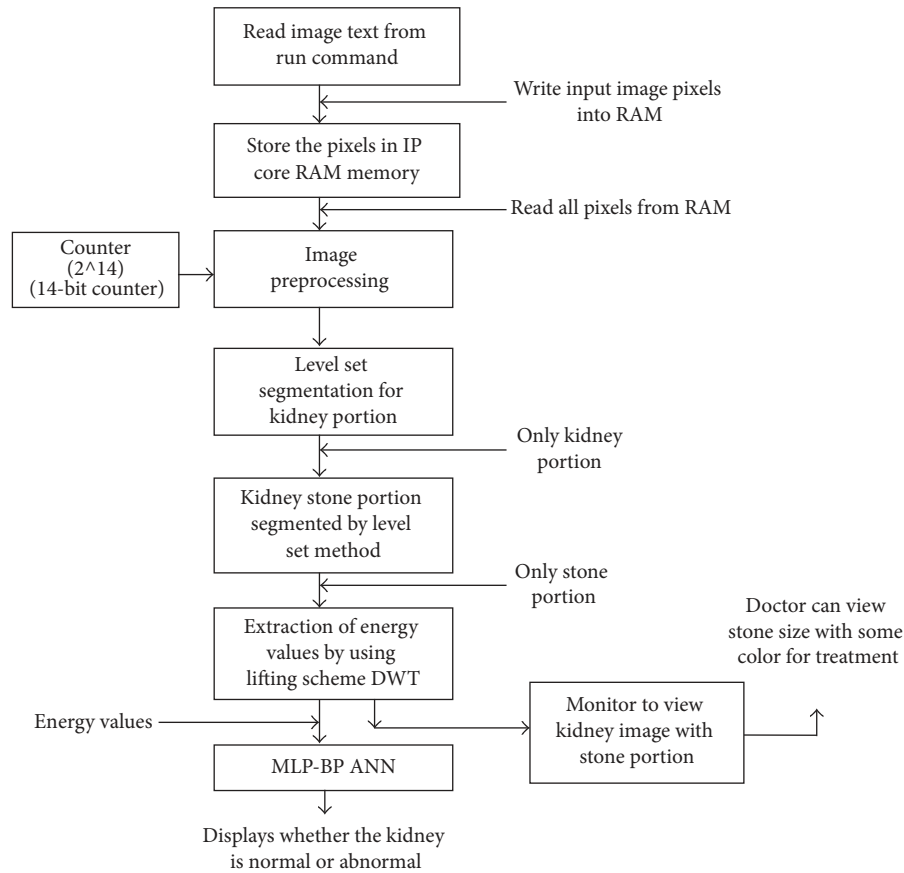 Read image text from
run command
Write input image pixels
into RAM
Store the pixels in IP
core RAM memory
Read all pixels from RAM
Counter
(2^14)
(14-bit counter)
Image
preprocessing
Level set
segmentation for
kidney portion
Only kidney
portion
Kidney stone portion
segmented by level
set method
Only stone
portion
Extraction of energy
values by using
lifting scheme DWT
Doctor can view
stone size with some
color for treatment
Energy values
Monitor to view
kidney image with
stone portion
MLP-BP ANN
Displays whether the kidney
is normal or abnormal